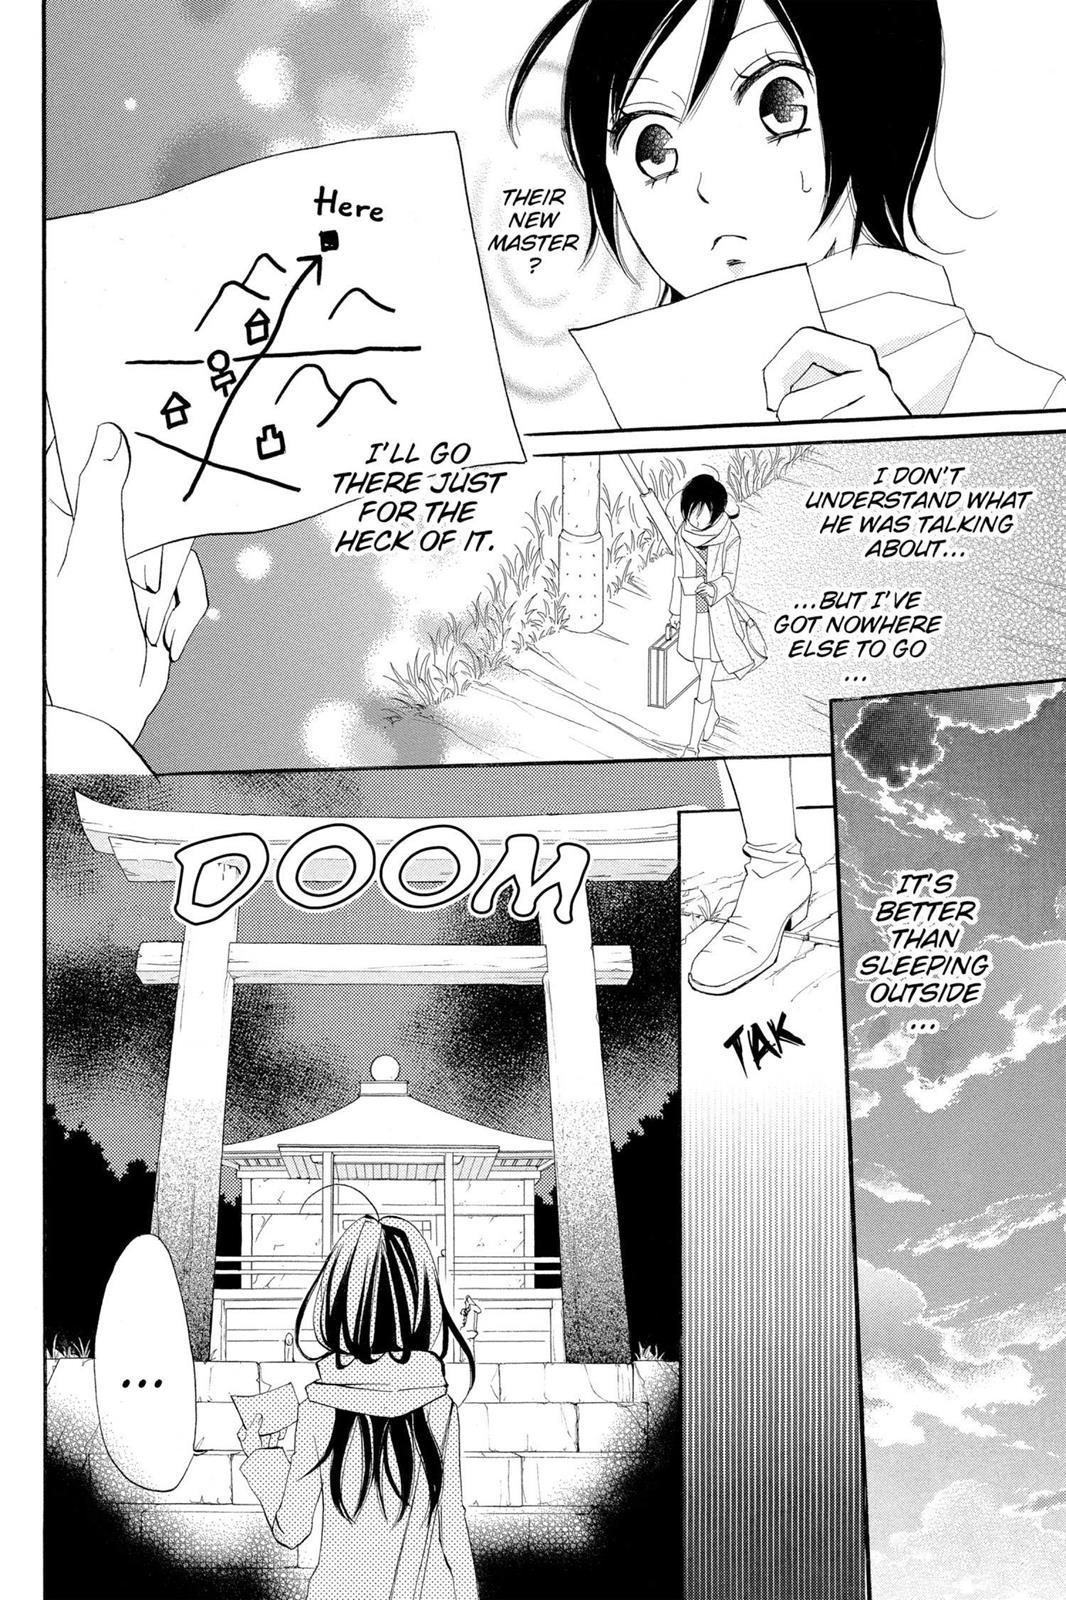 THEIR
NEW
MASTER
?
Here
I'LL GO
THERE JUST
FOR THE
HECK OF IT.
I DON'T
UNDERSTAND WHAT
HE WAS TALKING
ABOUT...
...BUT I'VE
GOT NOWHERE
ELSE TO GO
...
IT'S
BETTER
THAN
SLEEPING
OUTSIDE
...
TAK
DOOM
...